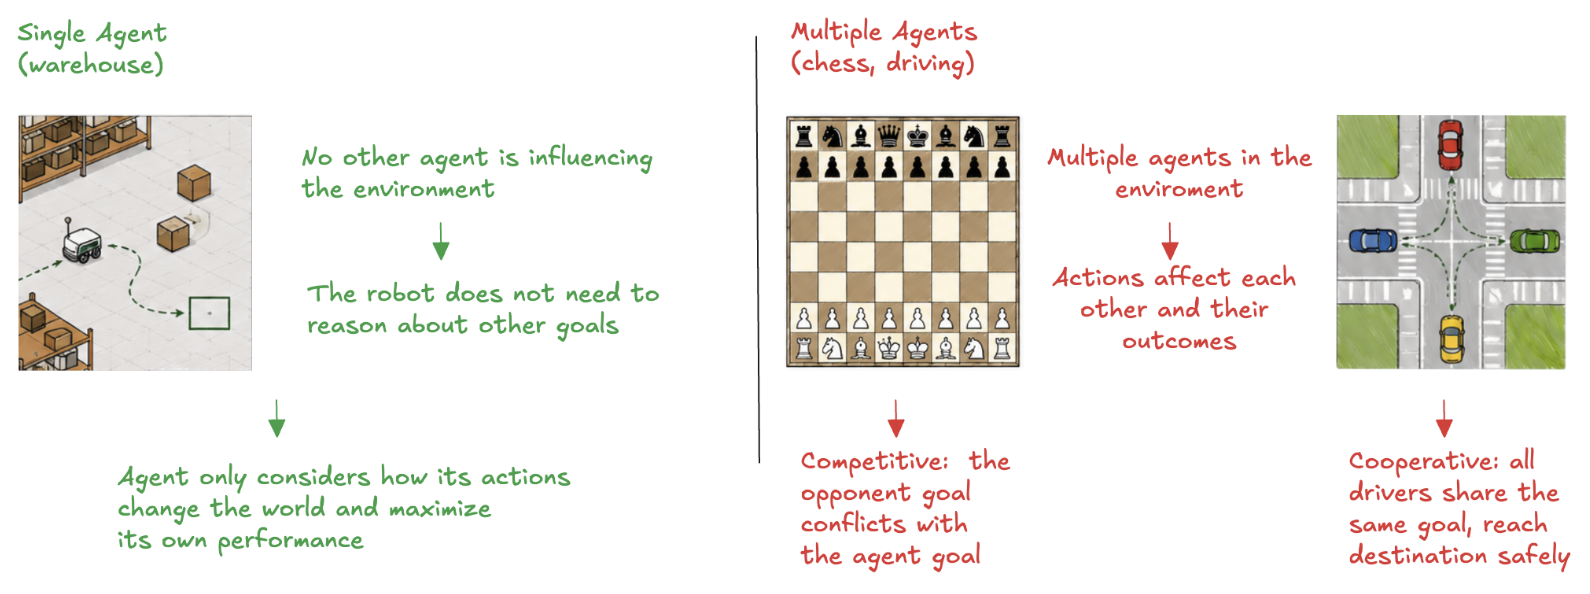 Single Agent
(warehouse)
No other agent is influencing
the environment
The robot does not need to
reason about other goals
Agent only considers how its actions
change the world and maximize
its own performance
Multiple Agents
(chess, driving)
Multiple agents in the
enviroment
Actions affect each
other and their
outcomes
Competitive: the
opponent goal
conflicts with
the agent goal
Cooperative: all
drivers share the
same goal, reach
destination safely